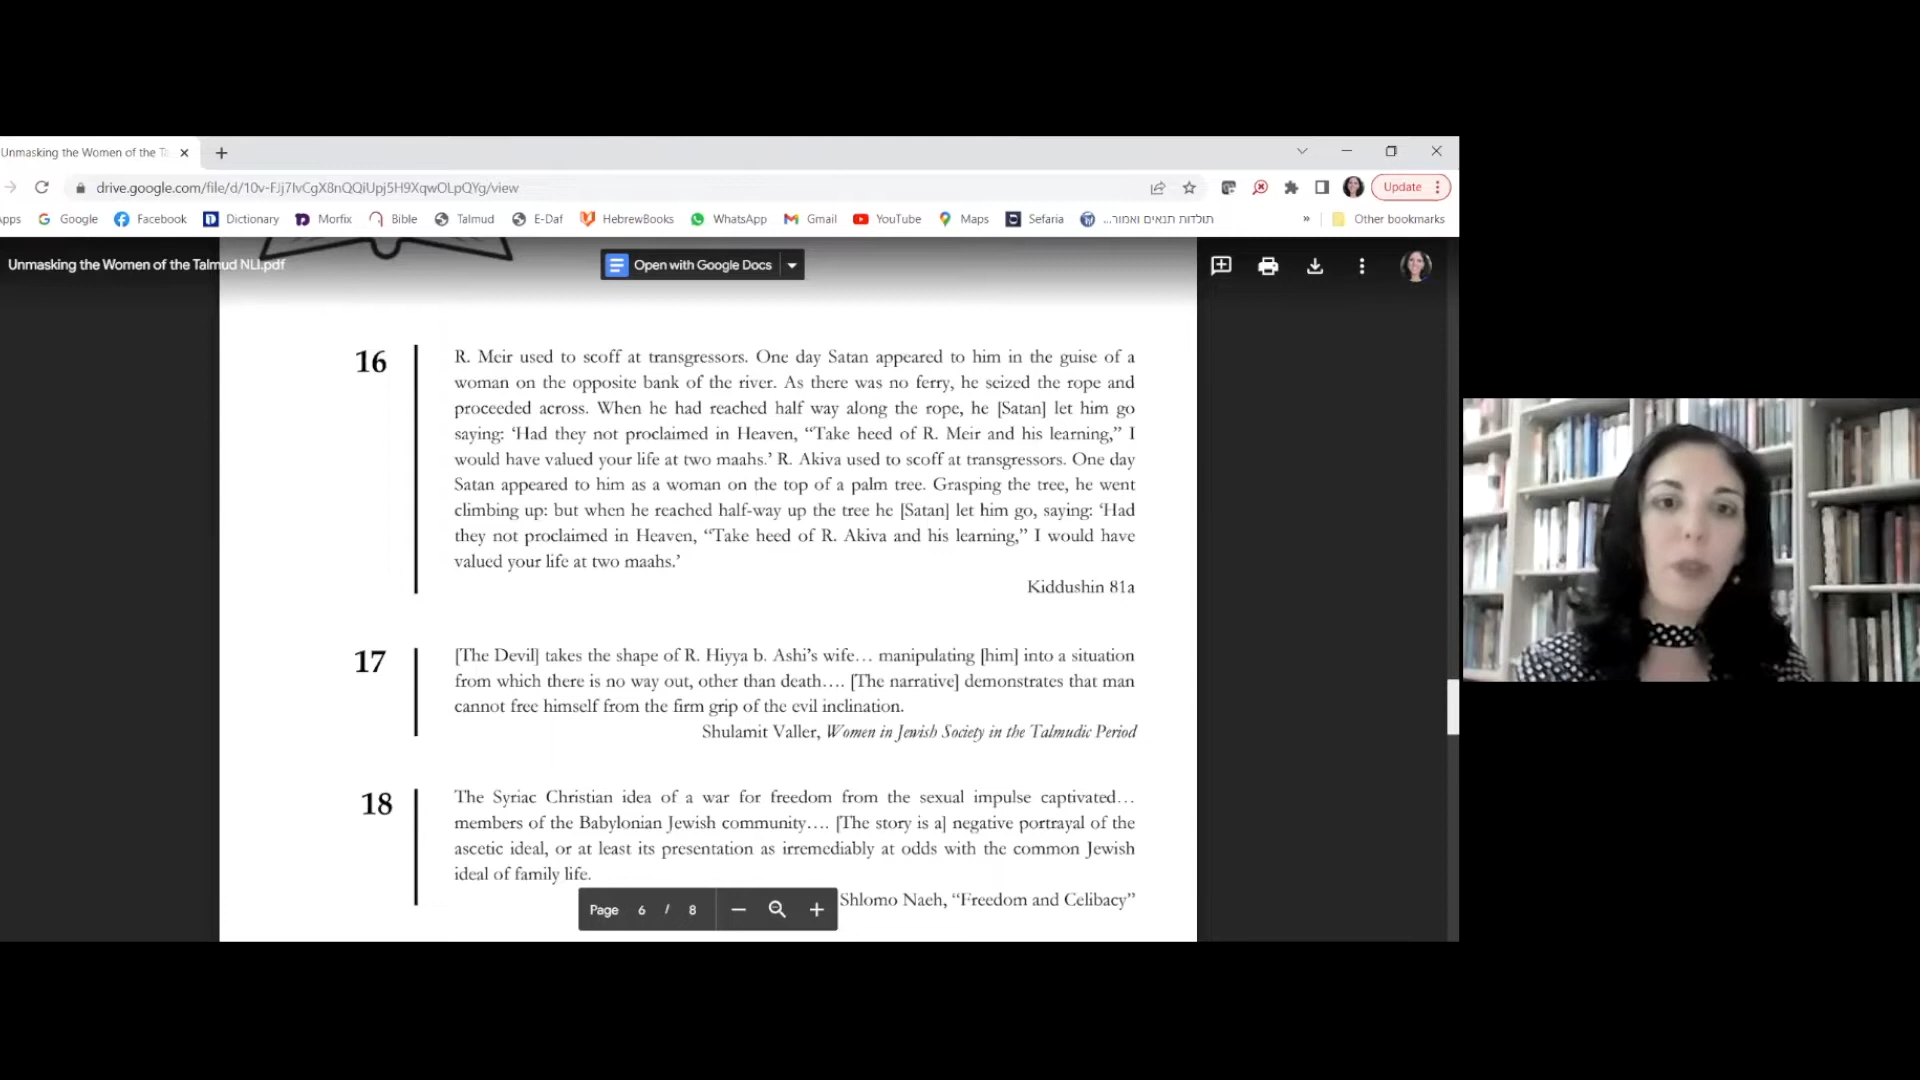 Unmasking the Women of the Ta
drive.google.com/file/d/10v-FJj7lvCgX8nQQiUpj5H9XqwOLpQYg/view
Update
pps Google Facebook Dictionary Morfix Bible Talmud E-Daf HebrewBooks WhatsApp Gmail YouTube Maps Sefaria תולדות תנאים ואמור... » Other bookmarks
Unmasking the Women of the Talmud NLI.pdf
Open with Google Docs
16
R. Meir used to scoff at transgressors. One day Satan appeared to him in the guise of a
woman on the opposite bank of the river. As there was no ferry, he seized the rope and
proceeded across. When he had reached half way along the rope, he [Satan] let him go
saying: ‘Had they not proclaimed in Heaven, “Take heed of R. Meir and his learning,” I
would have valued your life at two maahs.’ R. Akiva used to scoff at transgressors. One day
Satan appeared to him as a woman on the top of a palm tree. Grasping the tree, he went
climbing up: but when he reached half-way up the tree he [Satan] let him go, saying: ‘Had
they not proclaimed in Heaven, “Take heed of R. Akiva and his learning,” I would have
valued your life at two maahs.’
Kiddushin 81a
17
[The Devil] takes the shape of R. Hiyya b. Ashi’s wife… manipulating [him] into a situation
from which there is no way out, other than death…. [The narrative] demonstrates that man
cannot free himself from the firm grip of the evil inclination.
Shulamit Valler, Women in Jewish Society in the Talmudic Period
18
The Syriac Christian idea of a war for freedom from the sexual impulse captivated…
members of the Babylonian Jewish community…. [The story is a] negative portrayal of the
ascetic ideal, or at least its presentation as irremediably at odds with the common Jewish
ideal of family life.
Shlomo Naeh, “Freedom and Celibacy”
Page 6 / 8